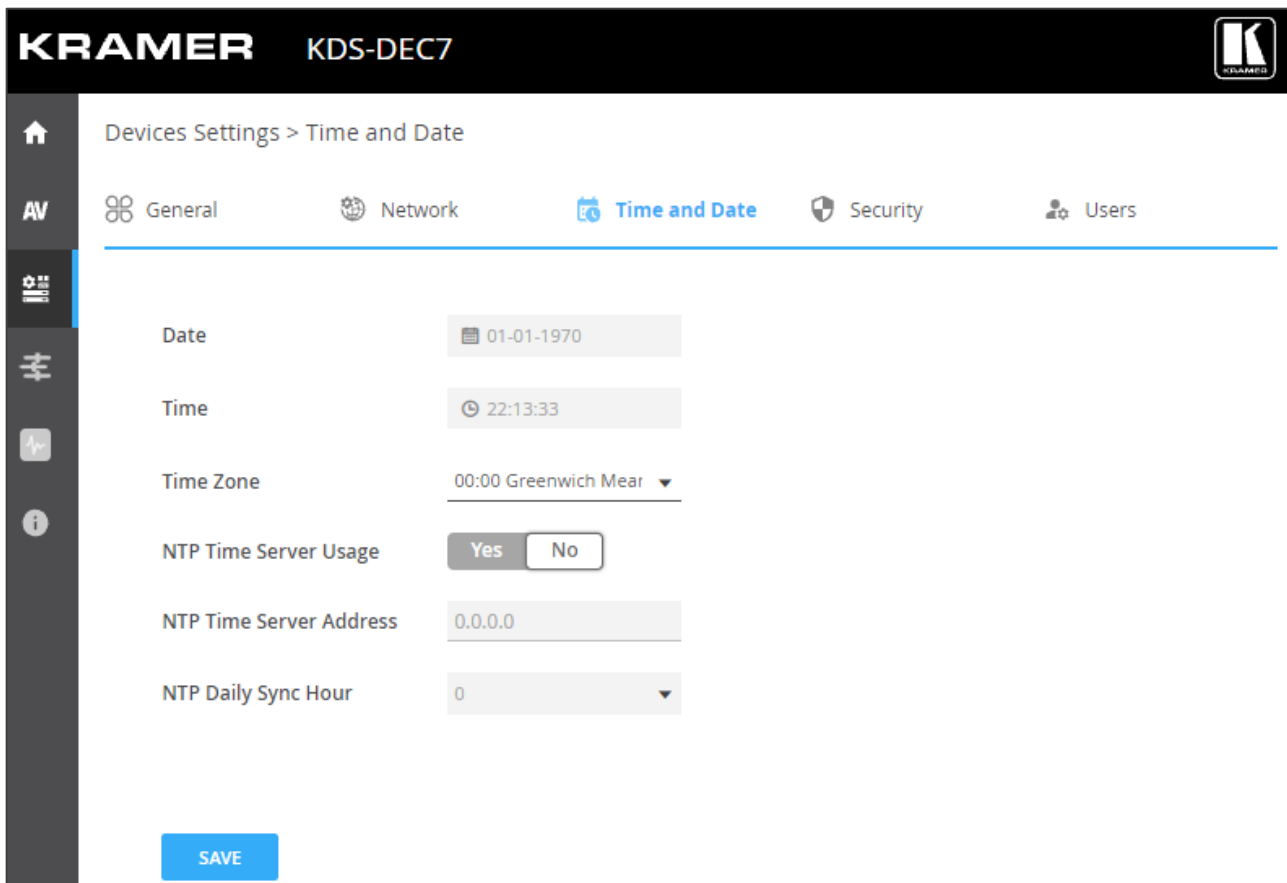 KRAMER KDS-DEC7
KRAMER
Devices Settings > Time and Date
AV General Network Time and Date Security Users
Date 01-01-1970
Time 22:13:33
Time Zone 00:00 Greenwich Mear
NTP Time Server Usage Yes No
NTP Time Server Address 0.0.0.0
NTP Daily Sync Hour 0
SAVE